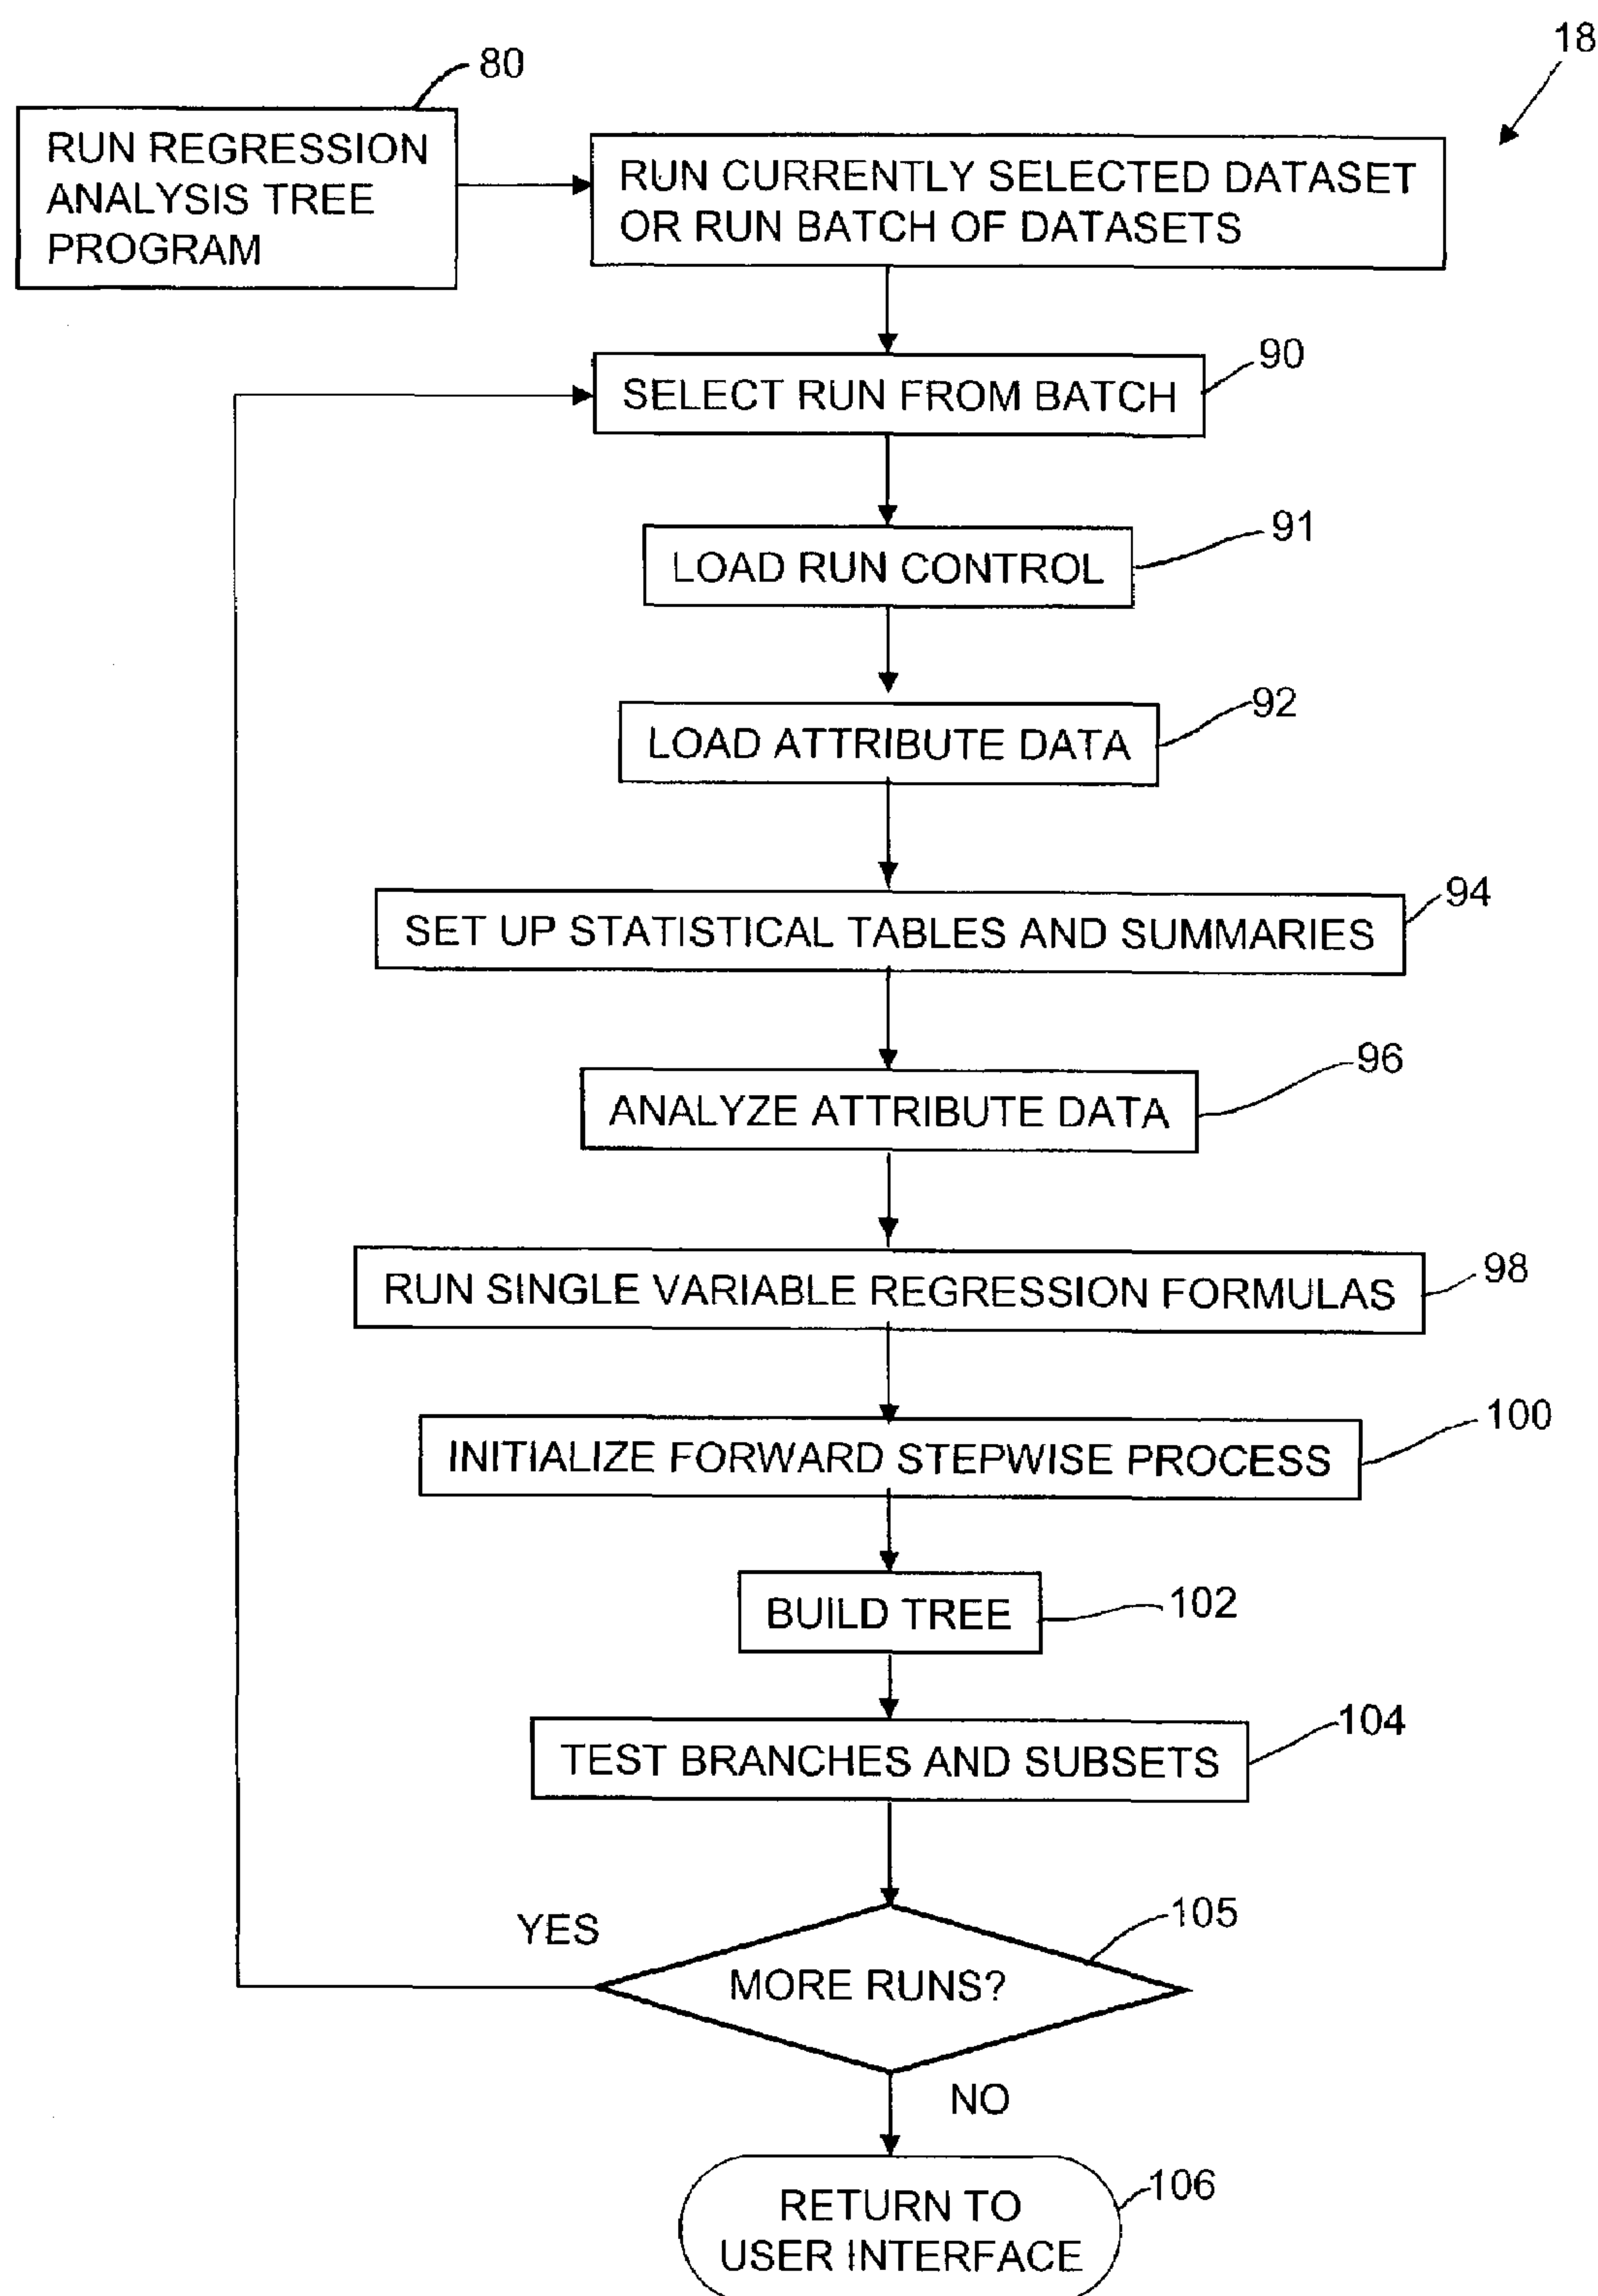 18
80
RUN REGRESSION
ANALYSIS TREE
PROGRAM
RUN CURRENTLY SELECTED DATASET
OR RUN BATCH OF DATASETS
90
SELECT RUN FROM BATCH
91
LOAD RUN CONTROL
92
LOAD ATTRIBUTE DATA
94
SET UP STATISTICAL TABLES AND SUMMARIES
96
ANALYZE ATTRIBUTE DATA
98
RUN SINGLE VARIABLE REGRESSION FORMULAS
100
INITIALIZE FORWARD STEPWISE PROCESS
102
BUILD TREE
104
TEST BRANCHES AND SUBSETS
105
YES
MORE RUNS?
NO
106
RETURN TO
USER INTERFACE